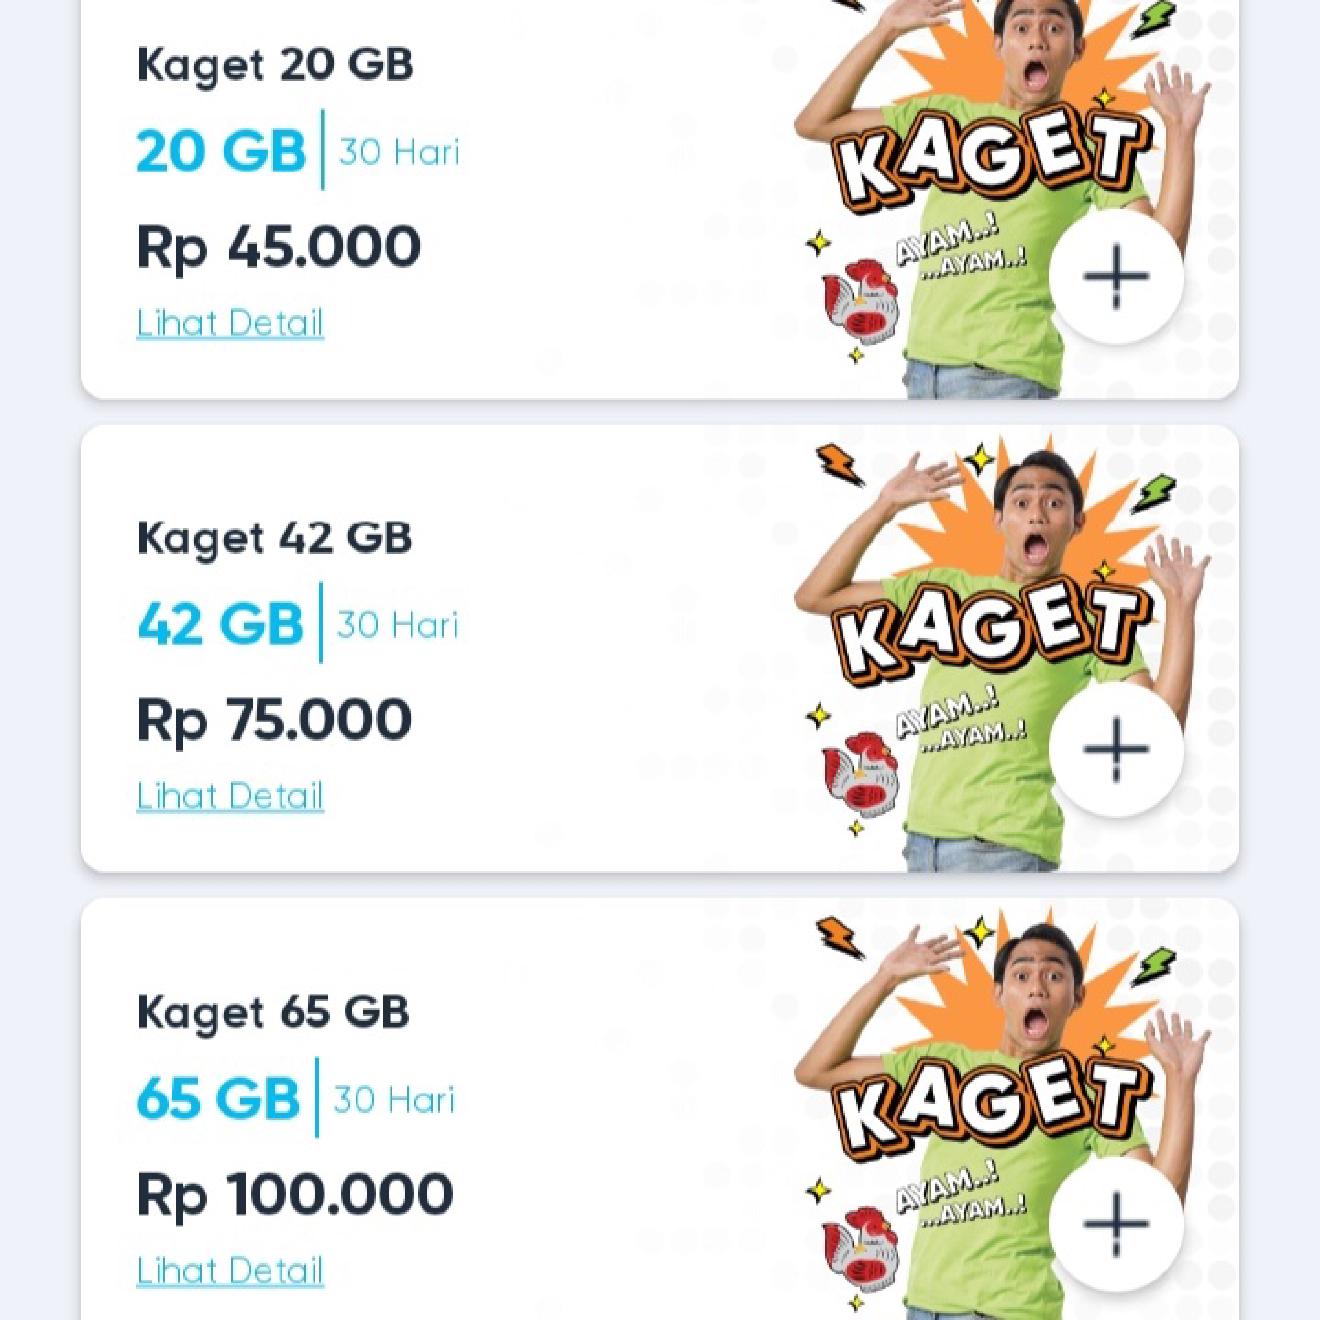 Kaget 20 GB
20 GB 30 Hari
Rp 45.000
Lihat Detail
KAGET
AYAM..!
...AYAM..!
Kaget 42 GB
42 GB 30 Hari
Rp 75.000
Lihat Detail
KAGET
AYAM..!
...AYAM..!
Kaget 65 GB
65 GB 30 Hari
Rp 100.000
Lihat Detail
KAGET
AYAM..!
...AYAM..!